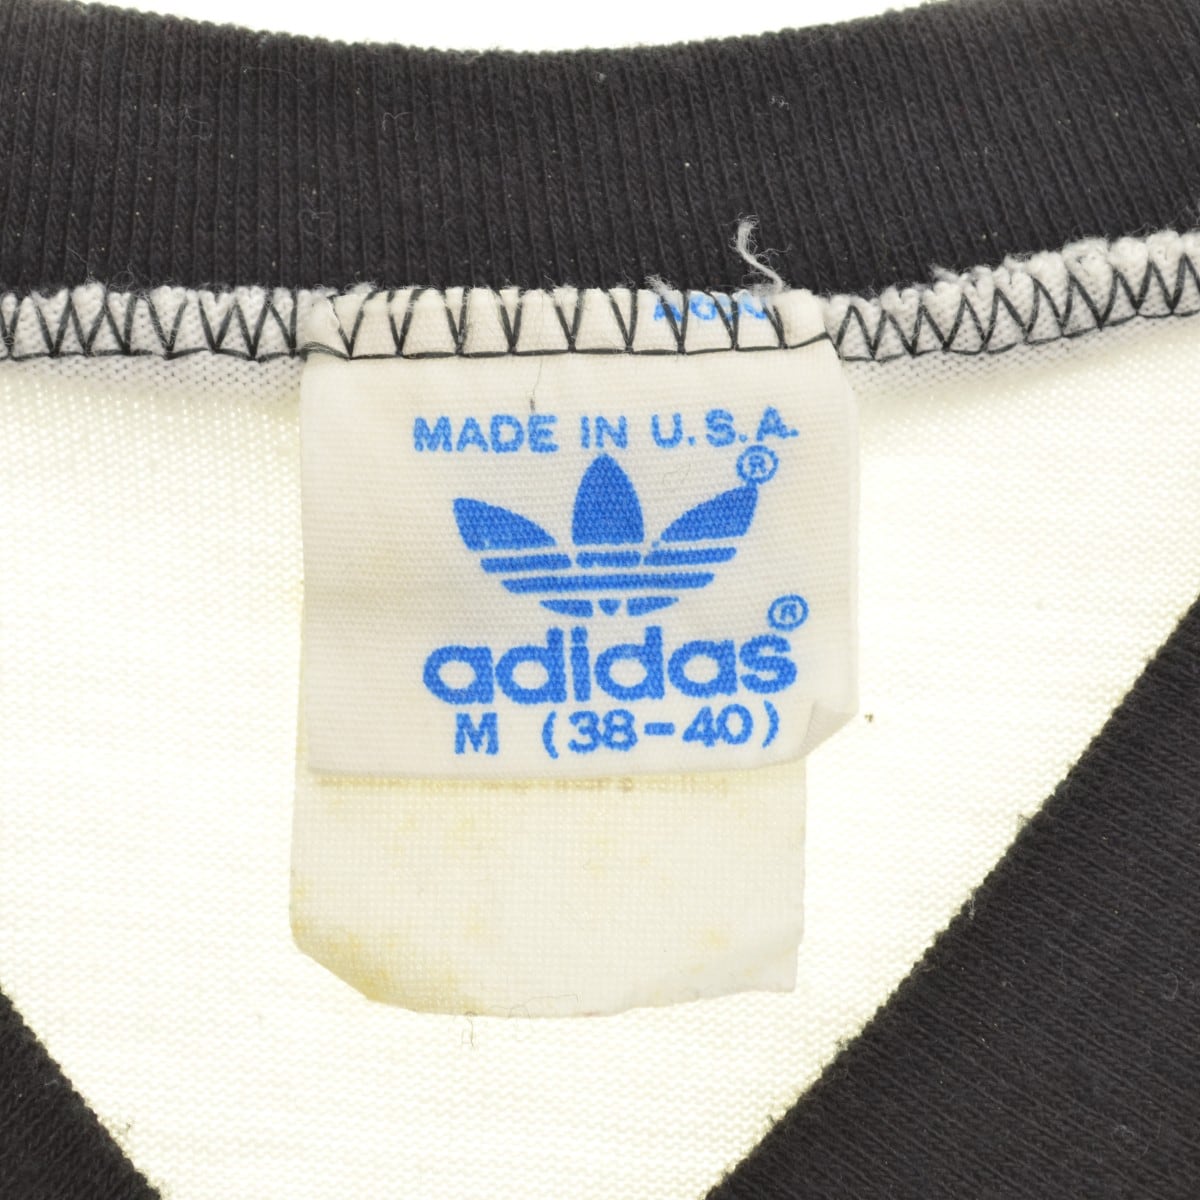 MADE IN U.S.A.
®
adidas®
M (38-40)